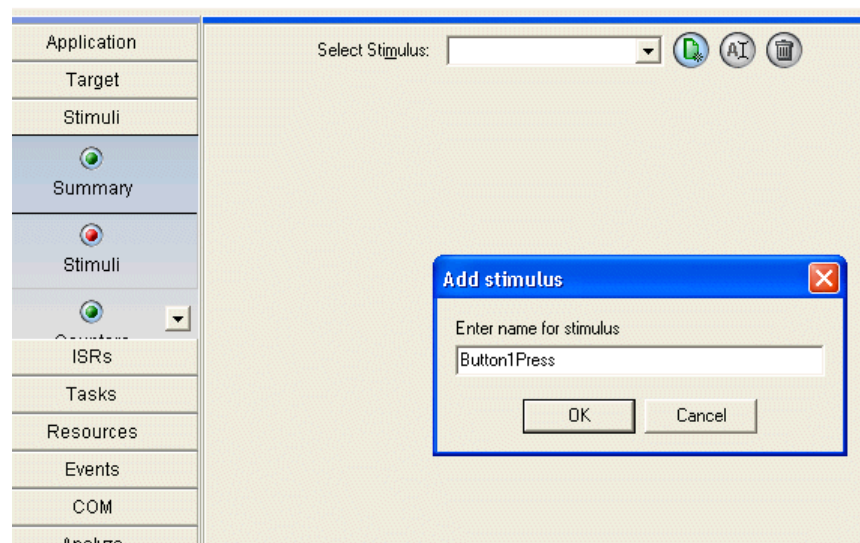 Application
Target
Stimuli
Summary
Stimuli
ISRs
Tasks
Resources
Events
COM
Select Stimulus:
AI
Add stimulus
Enter name for stimulus
Button1Press
OK
Cancel